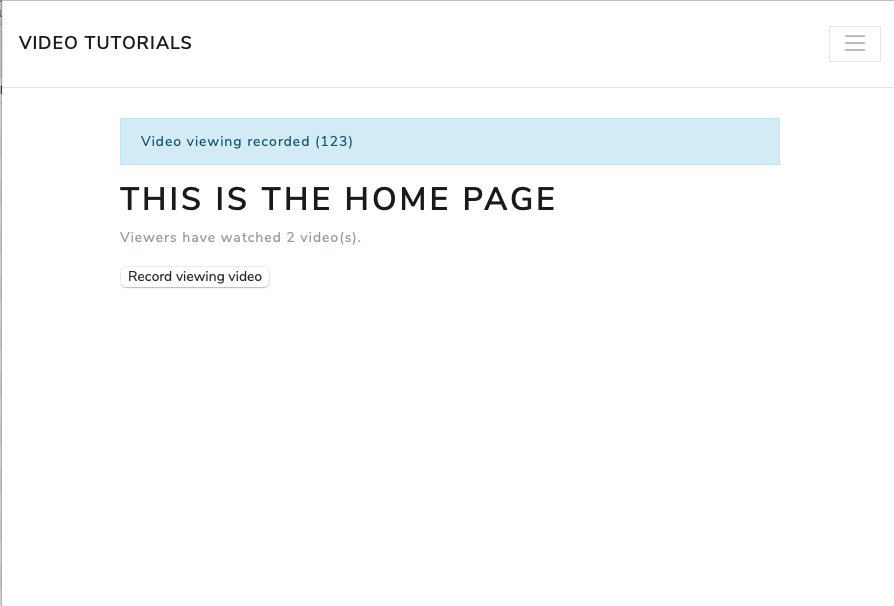 VIDEO TUTORIALS
Video viewing recorded (123)
THIS IS THE HOME PAGE
Viewers have watched 2 video(s).
Record viewing video